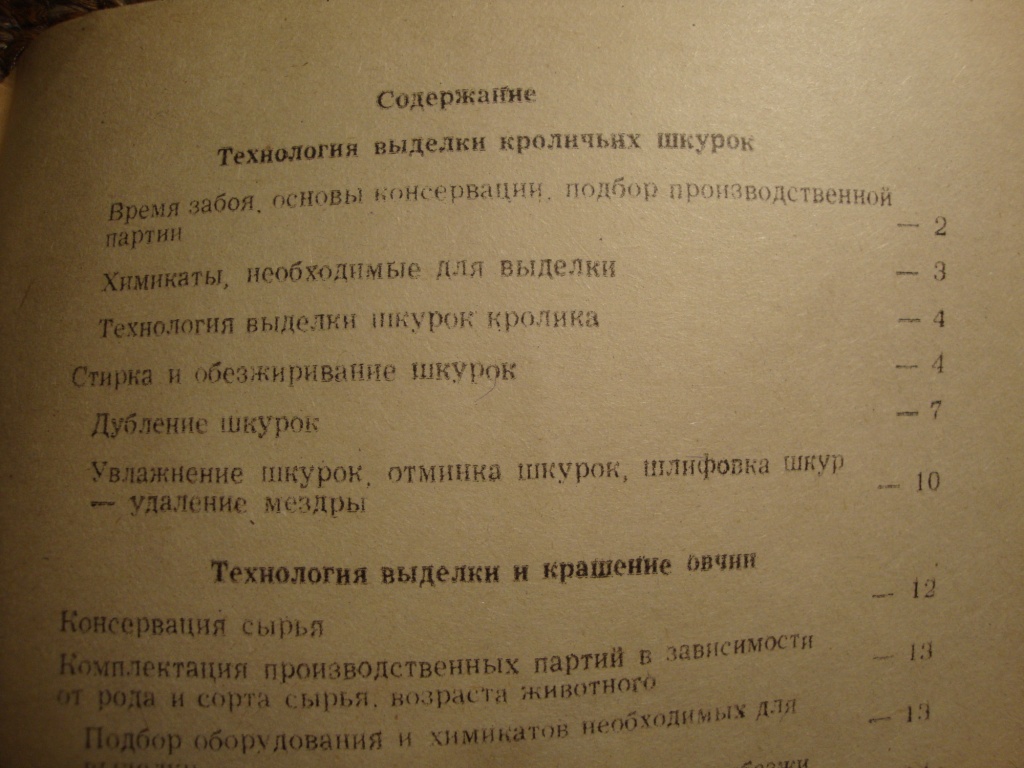 Содержание
Технология выделки кроличьих шкурок
Время забоя, основы консервации, подбор производственной
партии — 2
Химикаты, необходимые для выделки — 3
Технология выделки шкурок кролика — 4
Стирка и обезжиривание шкурок — 4
Дубление шкурок — 7
Увлажнение шкурок, отминка шкурок, шлифовка шкур
— удаление мездры — 10
Технология выделки и крашение овчин
Консервация сырья — 12
Комплектация производственных партий в зависимости
от рода и сорта сырья, возраста животного — 13
Подбор оборудования и химикатов необходимых для — 13